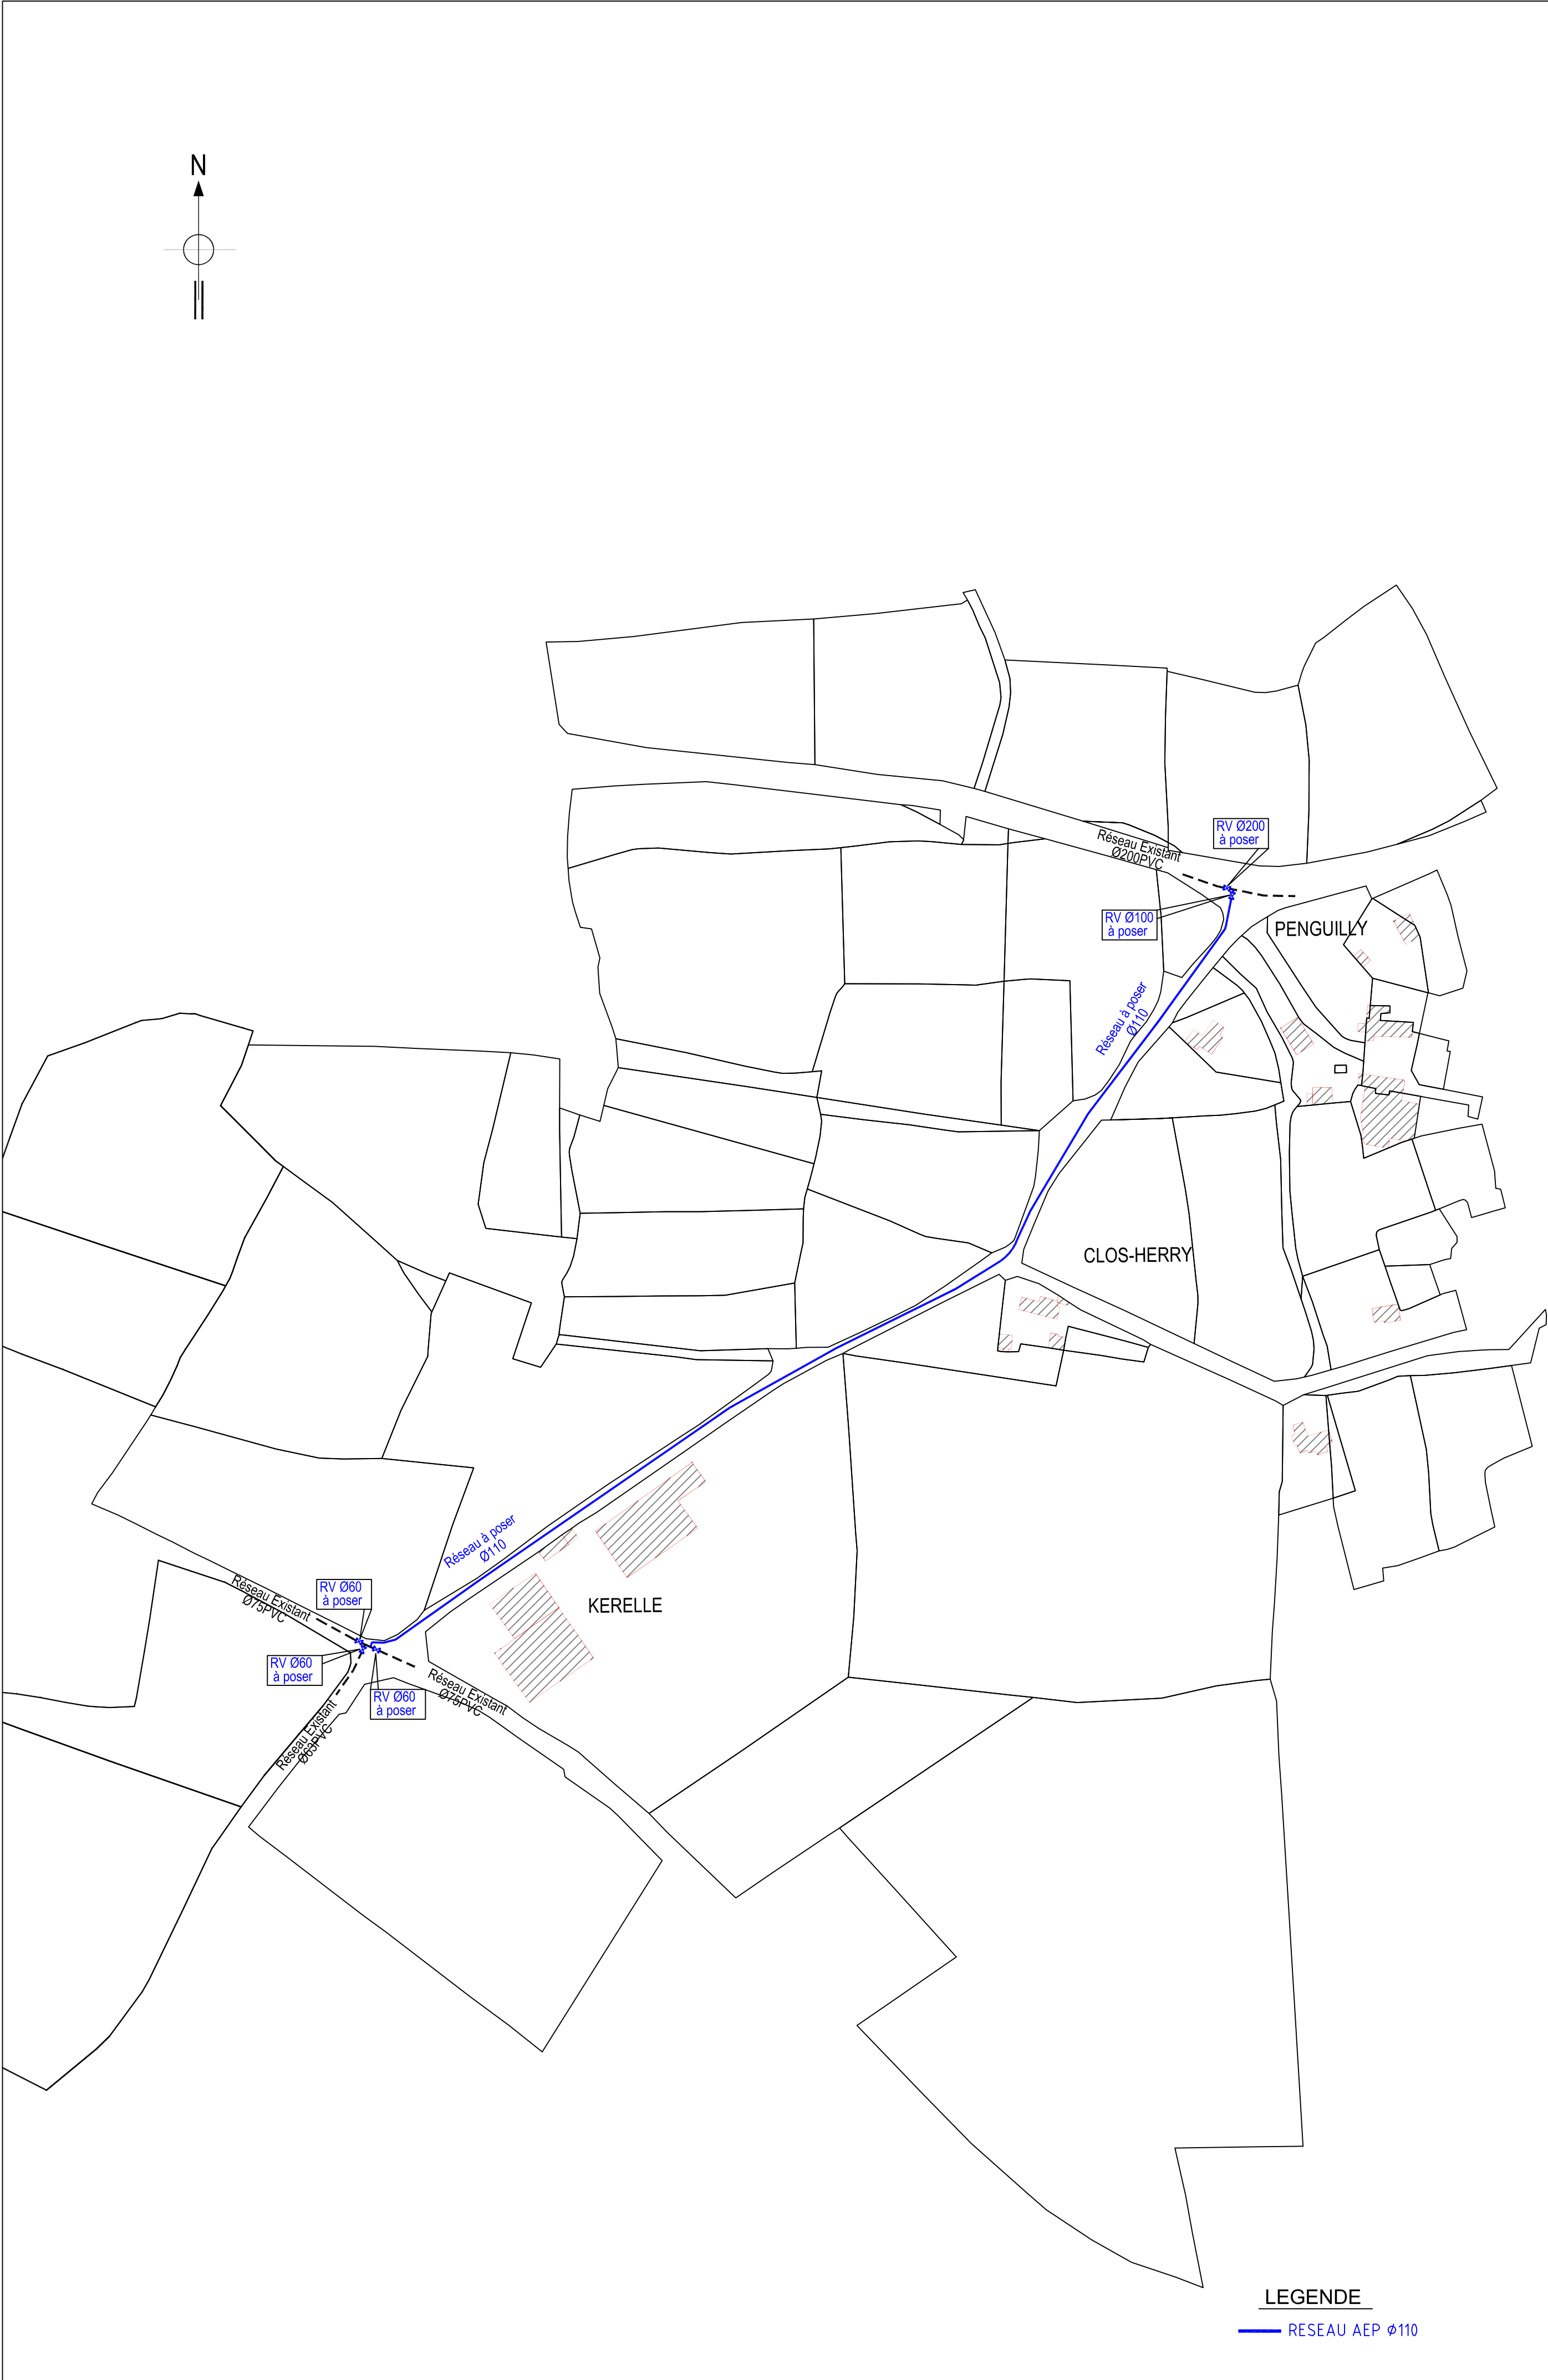 N
Réseau Existant
Ø200PVC
RV Ø200
à poser
RV Ø100
à poser
PENGUILLY
Réseau à poser
Ø110
CLOS-HERRY
Réseau à poser
Ø110
KERELLE
Réseau Existant
Ø75PVC
RV Ø60
à poser
RV Ø60
à poser
RV Ø60
à poser
Réseau Existant
Ø75PVC
Réseau Existant
Ø63PVC
LEGENDE
RESEAU AEP Ø110